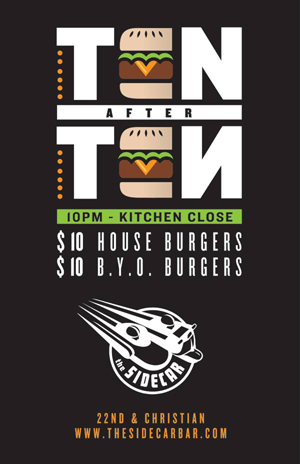 TEN
AFTER
TEN
10PM - KITCHEN CLOSE
$10 HOUSE BURGERS
$10 B.Y.O. BURGERS
the SIDECAR
22ND & CHRISTIAN
WWW.THESIDECARBAR.COM